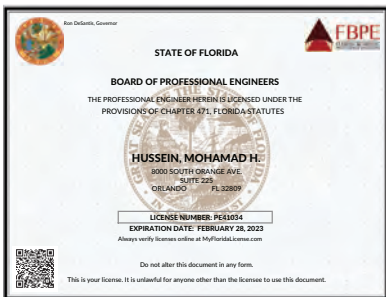 Ron DeSantis, Governor
FBPE
STATE OF FLORIDA
BOARD OF PROFESSIONAL ENGINEERS
THE PROFESSIONAL ENGINEER HEREIN IS LICENSED UNDER THE
PROVISIONS OF CHAPTER 471, FLORIDA STATUTES
HUSSEIN, MOHAMAD H.
8000 SOUTH ORANGE AVE.
SUITE 225
ORLANDO FL 32809
LICENSE NUMBER: PE41034
EXPIRATION DATE: FEBRUARY 28, 2023
Always verify licenses online at MyFloridaLicense.com
Do not alter this document in any form.
This is your license. It is unlawful for anyone other than the licensee to use this document.